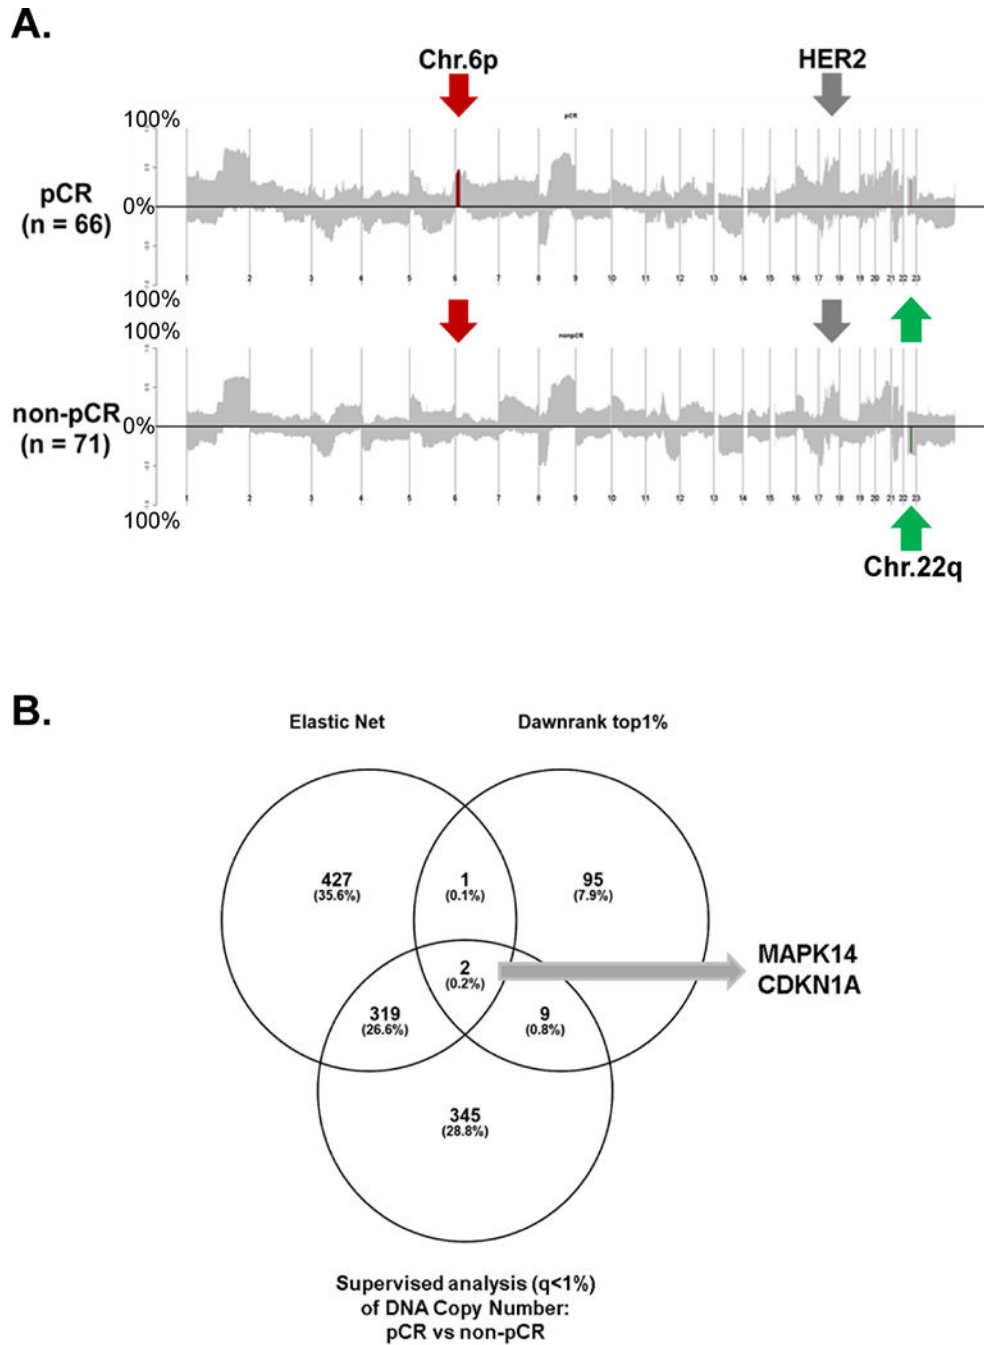 A.
Chr.6p
HER2
100%
pCR
pCR
(n = 66)
0%
1 2 3 4 5 6 7 8 9 10 11 12 13 14 15 16 17 18 19 20 21 22 23
100%
100%
nonpCR
non-pCR
(n = 71)
0%
1 2 3 4 5 6 7 8 9 10 11 12 13 14 15 16 17 18 19 20 21 22 23
100%
Chr.22q
B.
Elastic Net
Dawnrank top1%
427
(35.6%)
1
(0.1%)
95
(7.9%)
2
(0.2%)
MAPK14
CDKN1A
319
(26.6%)
9
(0.8%)
345
(28.8%)
Supervised analysis (q<1%)
of DNA Copy Number:
pCR vs non-pCR